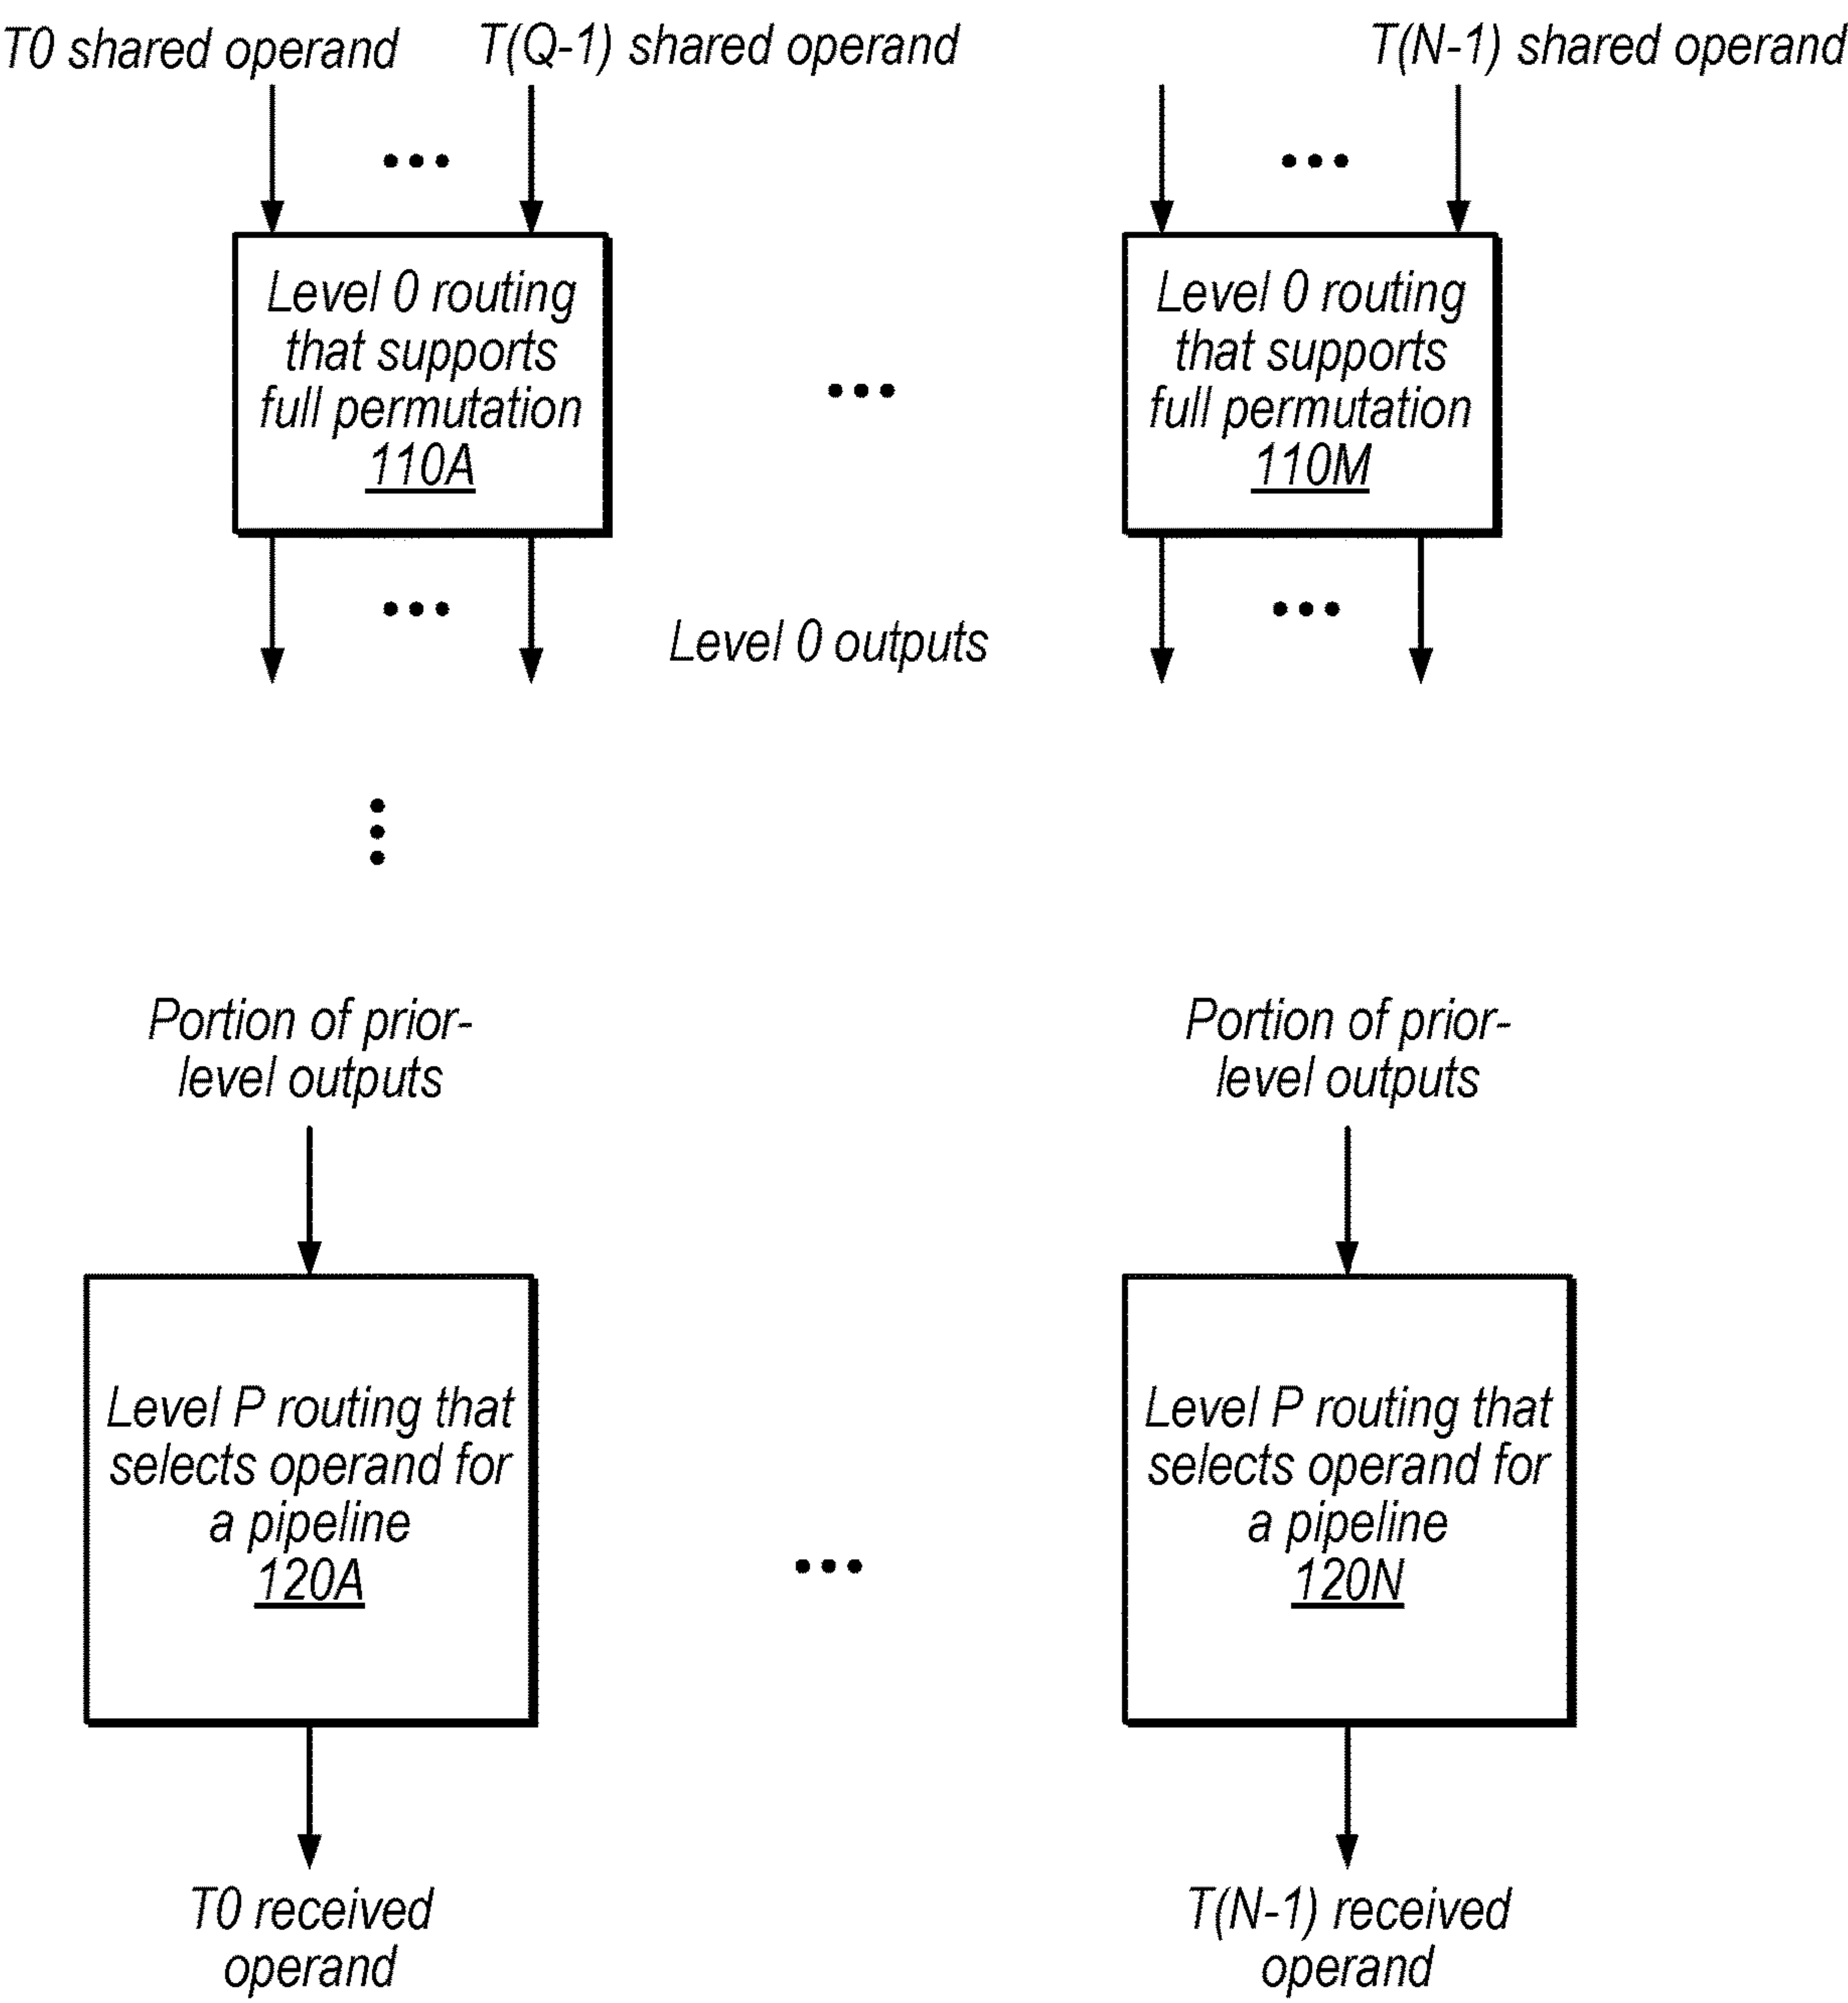 T0 shared operand
T(Q-1) shared operand
T(N-1) shared operand
Level 0 routing
that supports
full permutation
110A
Level 0 routing
that supports
full permutation
110M
Level 0 outputs
Portion of prior-
level outputs
Portion of prior-
level outputs
Level P routing that
selects operand for
a pipeline
120A
Level P routing that
selects operand for
a pipeline
120N
T0 received
operand
T(N-1) received
operand